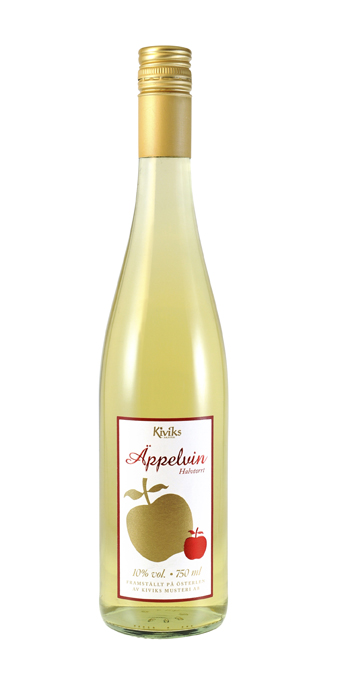 Kiviks
Äppelvin
Halvtorrt
10% vol. • 750 ml
FRAMSTÄLLT PÅ ÖSTERLEN
AV KIVIKS MUSTERI AB